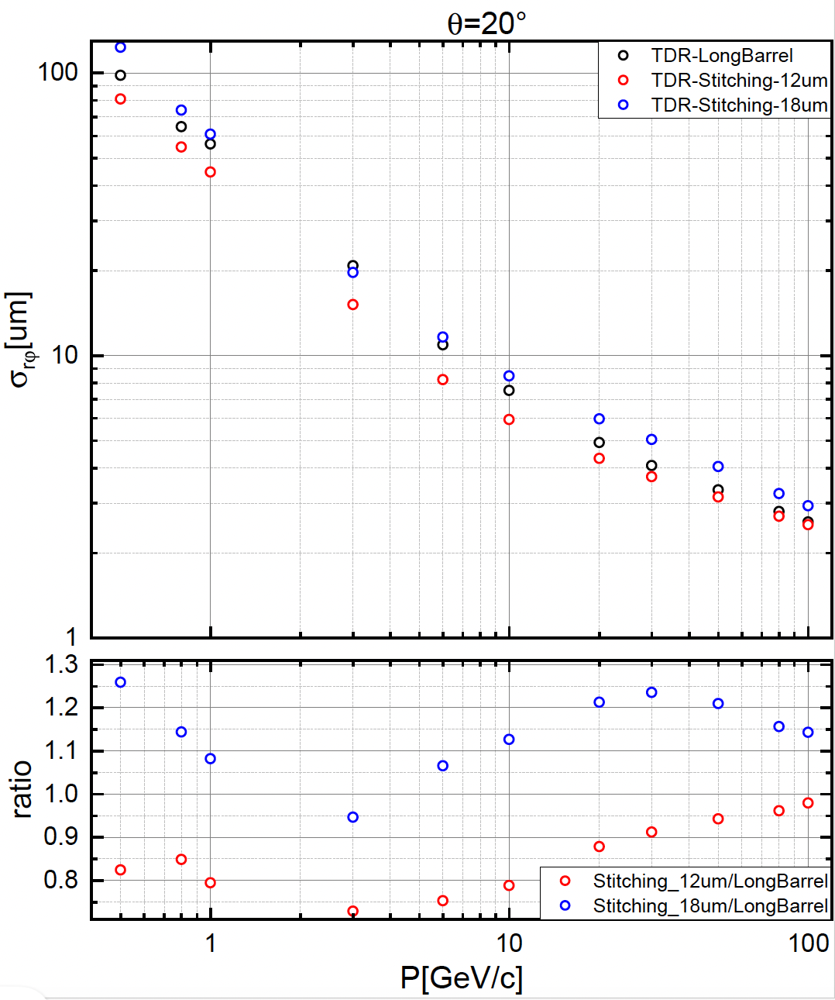 θ=20°
TDR-LongBarrel
TDR-Stitching-12um
TDR-Stitching-18um
100
10
1
σrφ[um]
1.3
1.2
1.1
1.0
0.9
0.8
ratio
Stitching_12um/LongBarrel
Stitching_18um/LongBarrel
1 10 100
P[GeV/c]